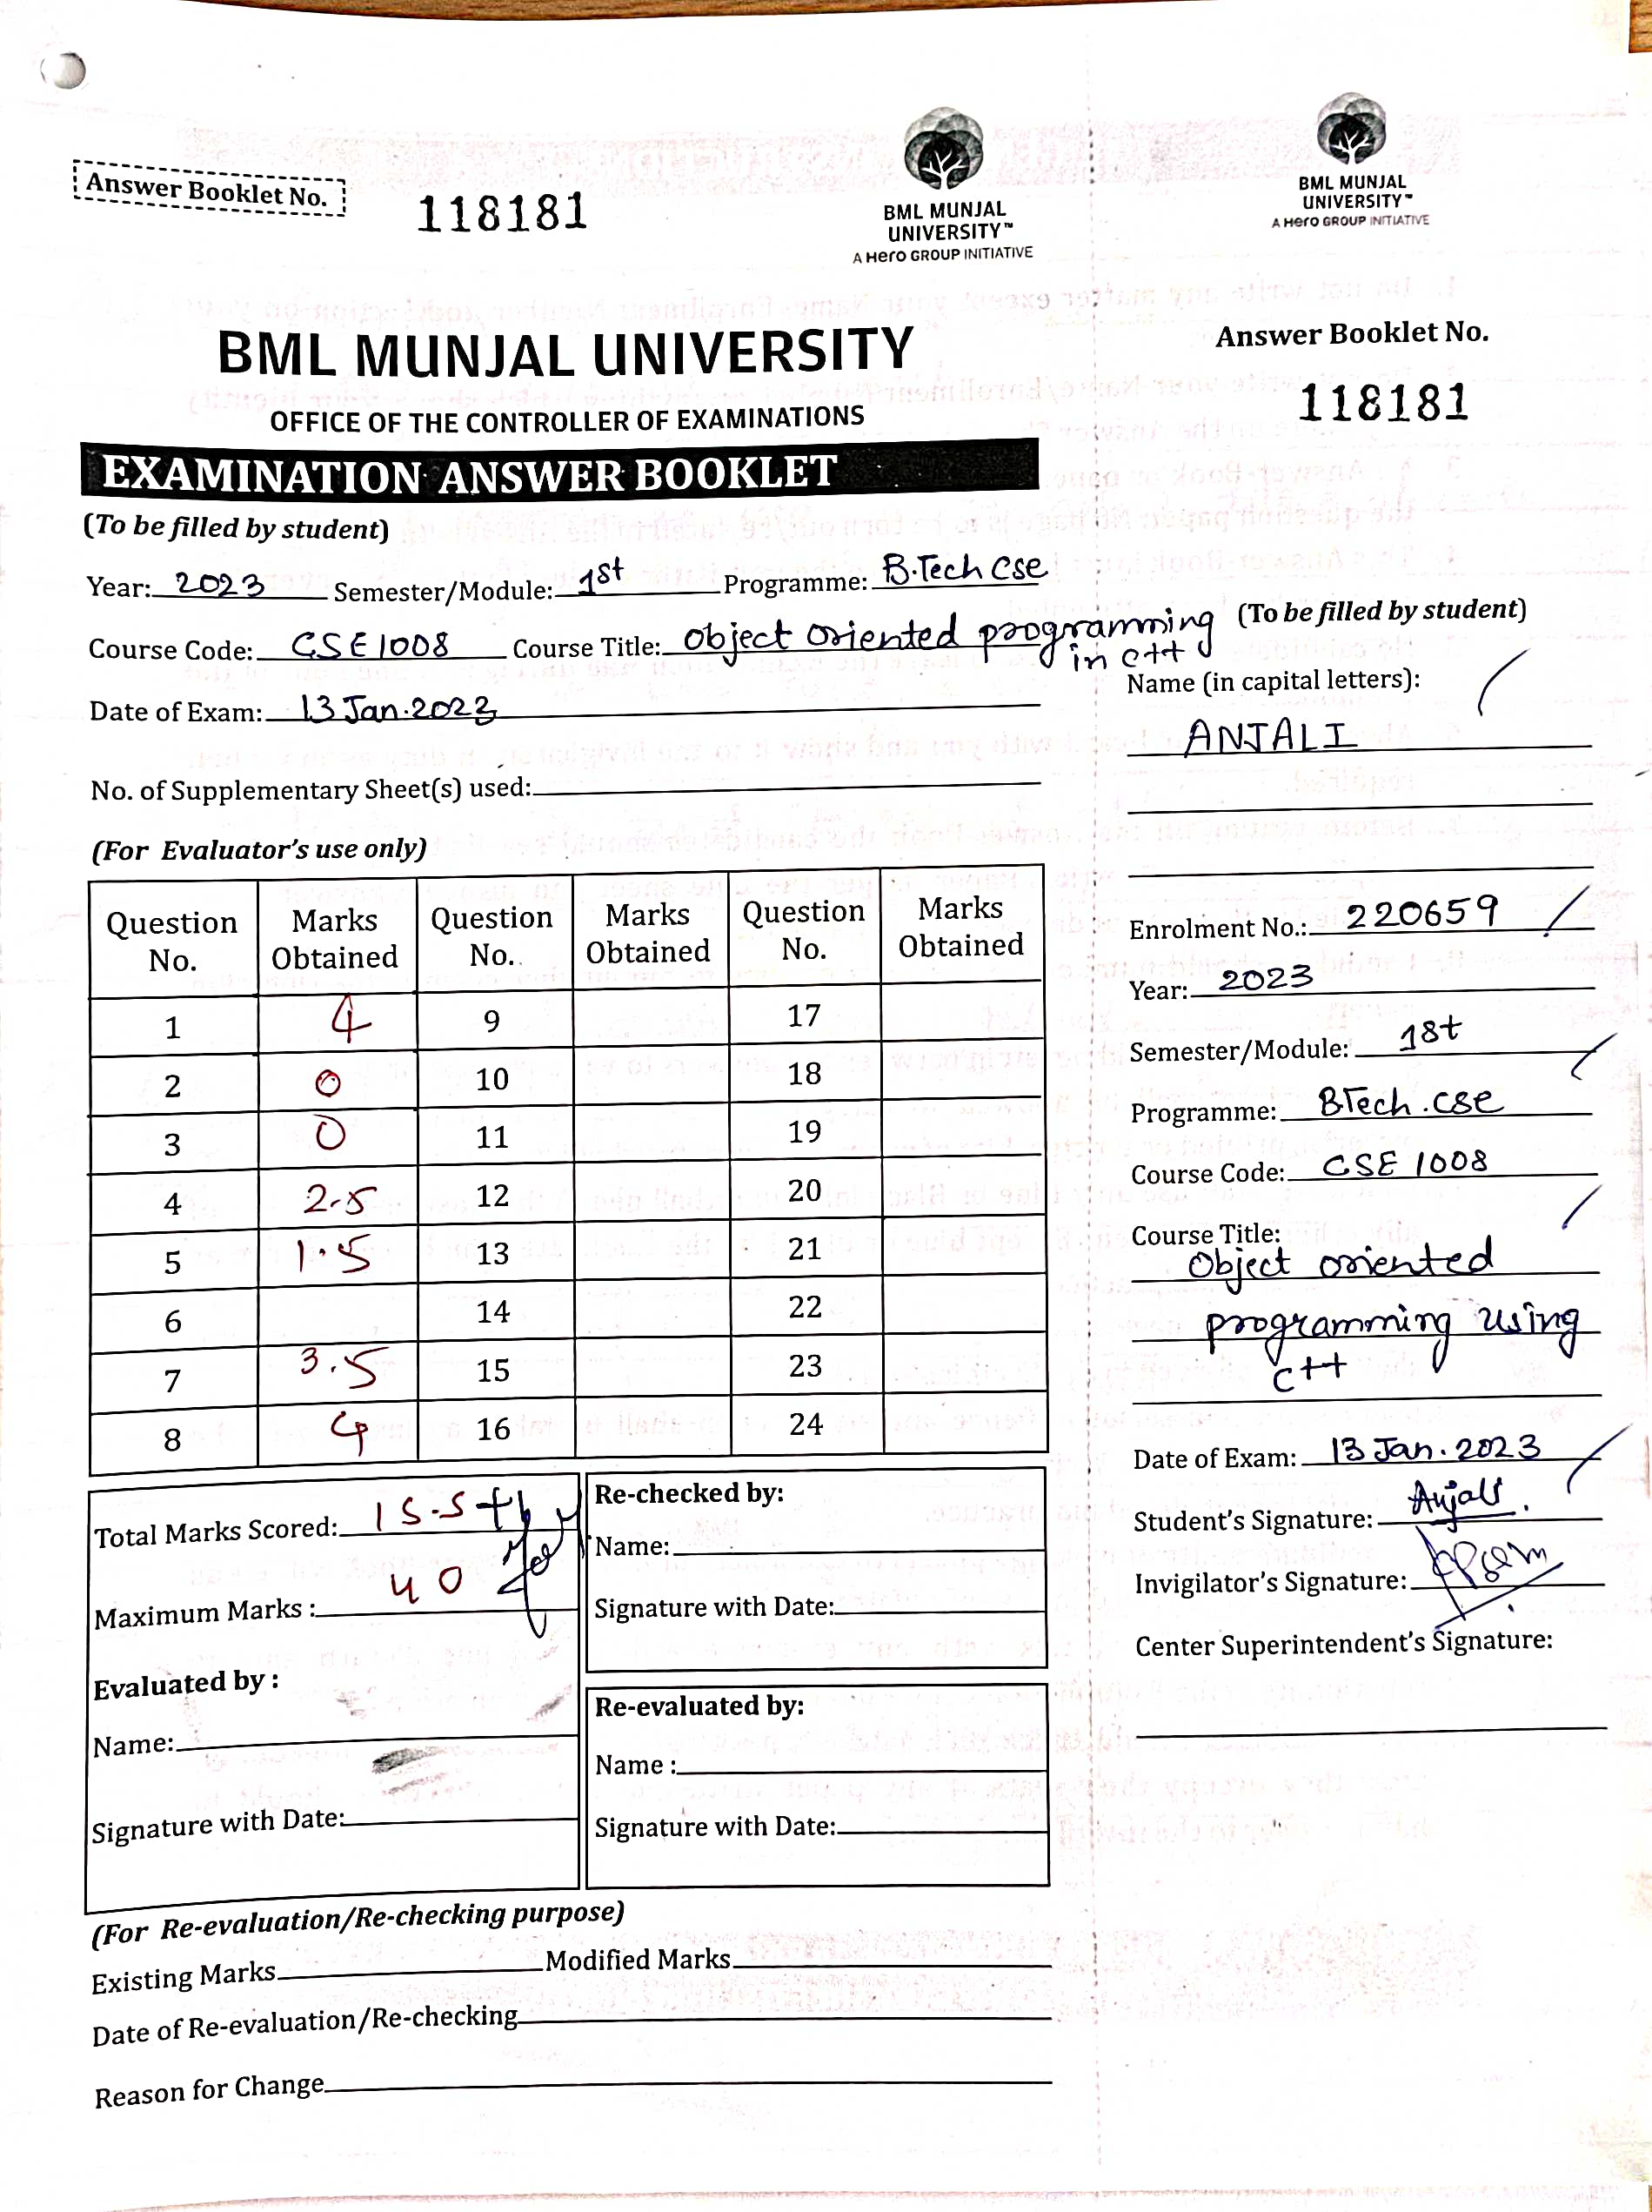 Answer Booklet No.
118181
BML MUNJAL
UNIVERSITY™
A Hero GROUP INITIATIVE
BML MUNJAL
UNIVERSITY™
A Hero GROUP INITIATIVE
BML MUNJAL UNIVERSITY
OFFICE OF THE CONTROLLER OF EXAMINATIONS
EXAMINATION ANSWER BOOKLET
(To be filled by student)
Year: 2023 Semester/Module: 1st Programme: B.Tech CSE
Course Code: CSE1008 Course Title: object oriented programming
in C++
Date of Exam: 13 Jan.2023
No. of Supplementary Sheet(s) used:
(For Evaluator's use only)
Question No. Marks Obtained Question No. Marks Obtained Question No. Marks Obtained
1 4 9 17
2 0 10 18
3 0 11 19
4 2.5 12 20
5 1.5 13 21
6 14 22
7 3.5 15 23
8 4 16 24
Total Marks Scored: 15.5
Maximum Marks : 40
Evaluated by :
Name:
Signature with Date:
Re-checked by:
Name:
Signature with Date:
Re-evaluated by:
Name :
Signature with Date:
(For Re-evaluation/Re-checking purpose)
Existing Marks Modified Marks
Date of Re-evaluation/Re-checking
Reason for Change
Answer Booklet No.
118181
(To be filled by student)
Name (in capital letters):
ANJALI
Enrolment No.: 220659
Year: 2023
Semester/Module: 1st
Programme: BTech.CSE
Course Code: CSE 1008
Course Title:
Object oriented
programming using
C++
Date of Exam: 13 Jan. 2023
Student's Signature: Anjali.
Invigilator's Signature:
Center Superintendent's Signature: